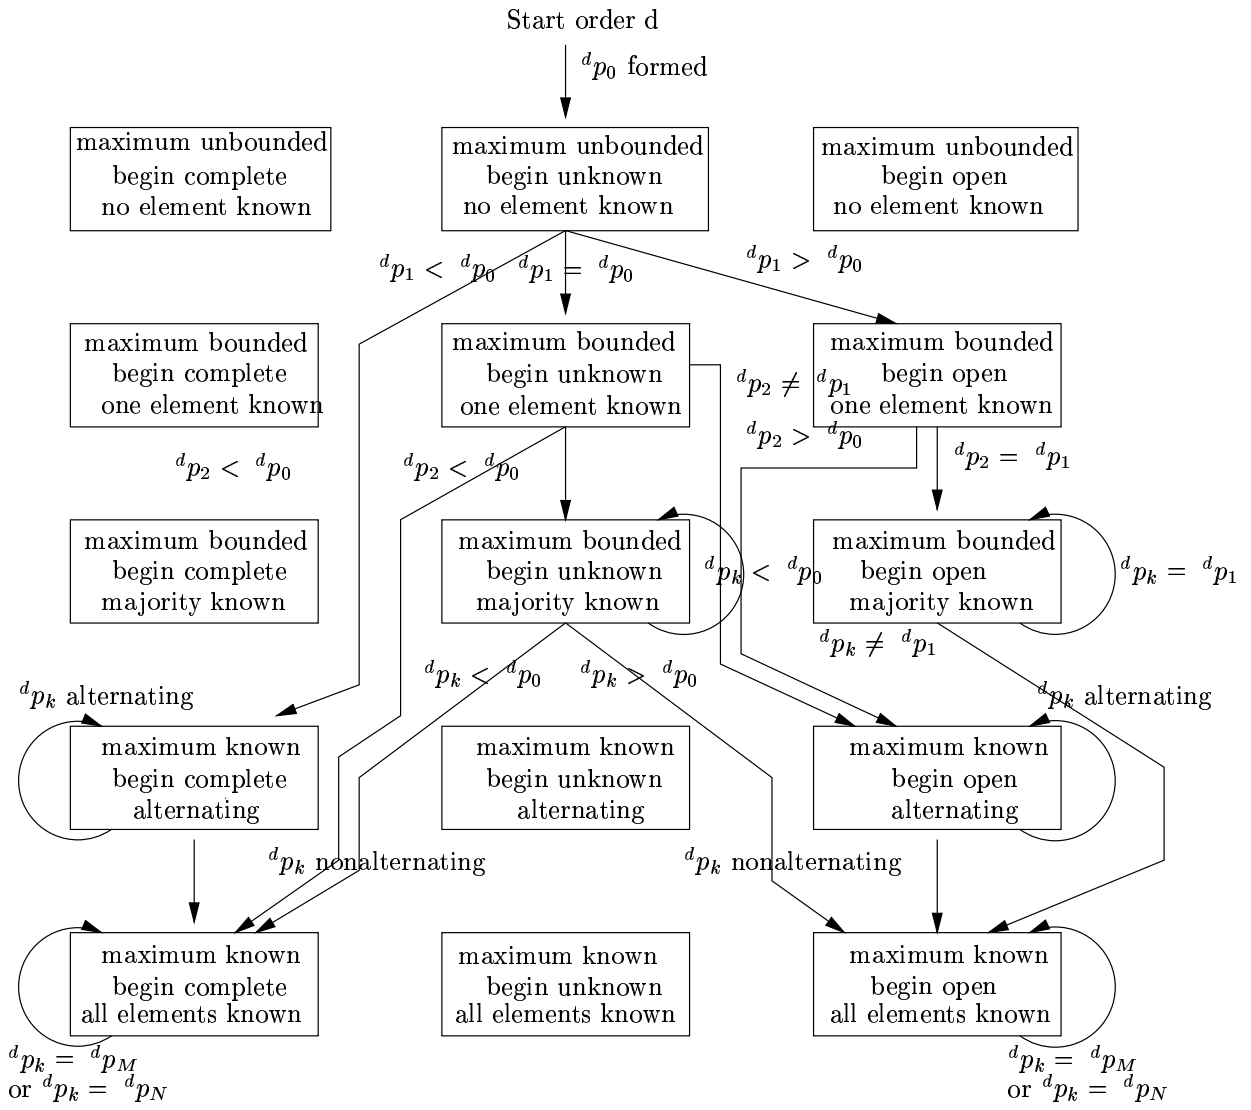 Start order d
ᵈp₀ formed
maximum unbounded
begin complete
no element known
maximum unbounded
begin unknown
no element known
maximum unbounded
begin open
no element known
ᵈp₁ < ᵈp₀
ᵈp₁ = ᵈp₀
ᵈp₁ > ᵈp₀
maximum bounded
begin complete
one element known
maximum bounded
begin unknown
one element known
maximum bounded
begin open
one element known
ᵈp₂ ≠ ᵈp₁
ᵈp₂ > ᵈp₀
ᵈp₂ < ᵈp₀
ᵈp₂ < ᵈp₀
ᵈp₂ = ᵈp₁
maximum bounded
begin complete
majority known
maximum bounded
begin unknown
majority known
ᵈpₖ < ᵈp₀
maximum bounded
begin open
majority known
ᵈpₖ = ᵈp₁
ᵈpₖ ≠ ᵈp₁
ᵈpₖ < ᵈp₀
ᵈpₖ > ᵈp₀
ᵈpₖ alternating
ᵈpₖ alternating
maximum known
begin complete
alternating
maximum known
begin unknown
alternating
maximum known
begin open
alternating
ᵈpₖ nonalternating
ᵈpₖ nonalternating
maximum known
begin complete
all elements known
maximum known
begin unknown
all elements known
maximum known
begin open
all elements known
ᵈpₖ = ᵈp_M
or ᵈpₖ = ᵈp_N
ᵈpₖ = ᵈp_M
or ᵈpₖ = ᵈp_N